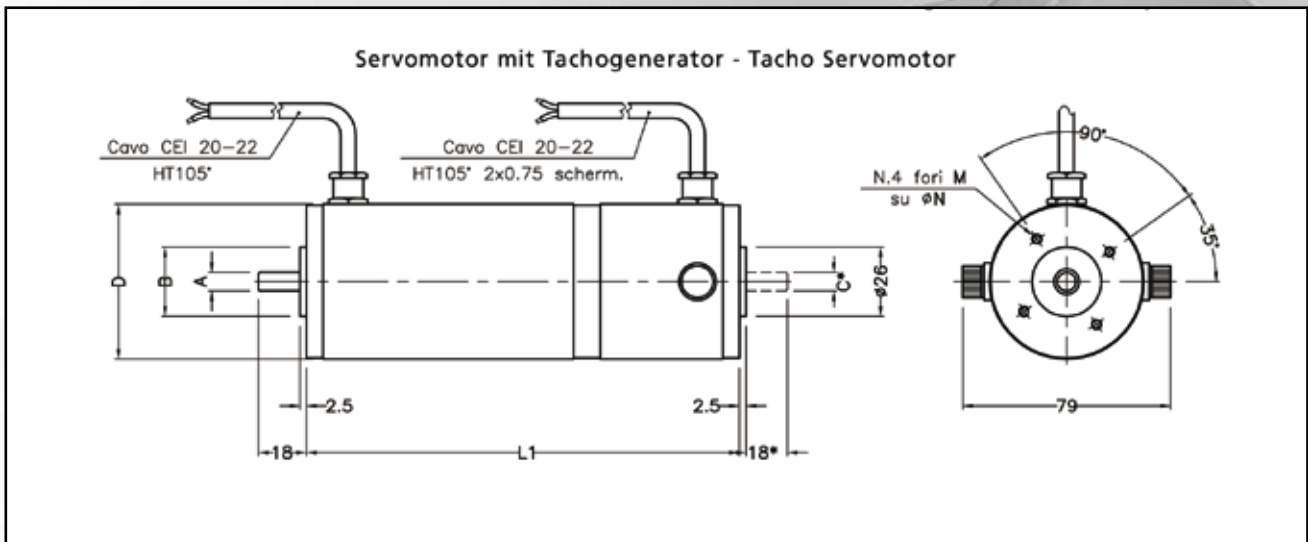 Servomotor mit Tachogenerator - Tacho Servomotor
Cavo CEI 20-22
HT105°
Cavo CEI 20-22
HT105° 2x0.75 scherm.
N.4 fori M
su øN
90°
35°
D
B
A
C*
ø26
2.5
2.5
18
L1
18*
79